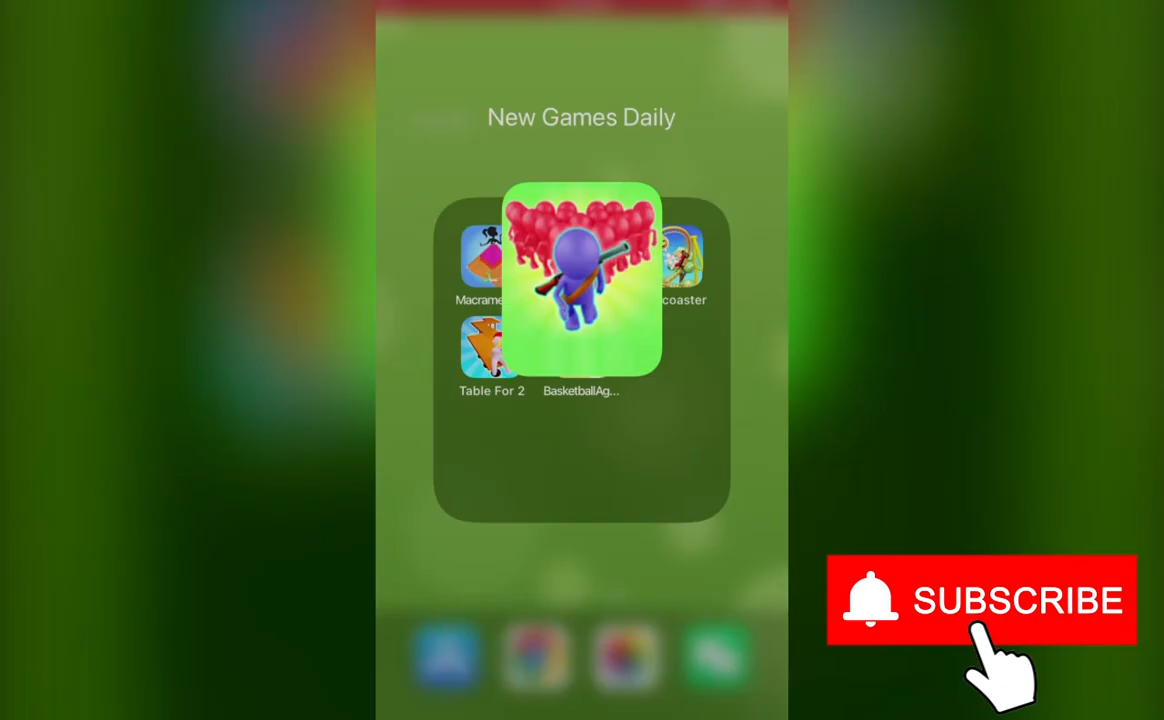 New Games Daily
Macrame
coaster
Table For 2
BasketballAg...
SUBSCRIBE